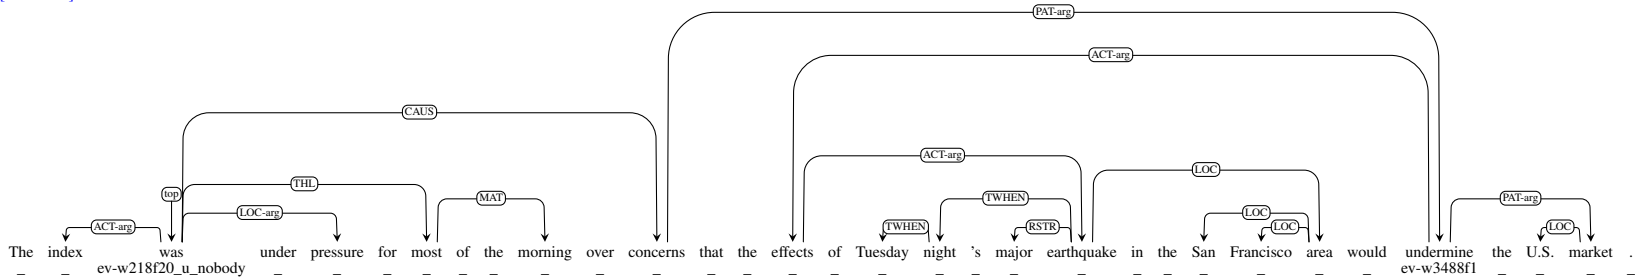 PAT-arg
ACT-arg
CAUS
ACT-arg
LOC
THL
top
MAT
TWHEN
PAT-arg
LOC-arg
LOC
ACT-arg
TWHEN
RSTR
LOC
LOC
The index was under pressure for most of the morning over concerns that the effects of Tuesday night 's major earthquake in the San Francisco area would undermine the U.S. market .
_ _ ev-w218f20_u_nobody _ _ _ _ _ _ _ _ _ _ _ _ _ _ _ _ _ _ _ _ _ _ _ _ ev-w3488f1 _ _ _ _